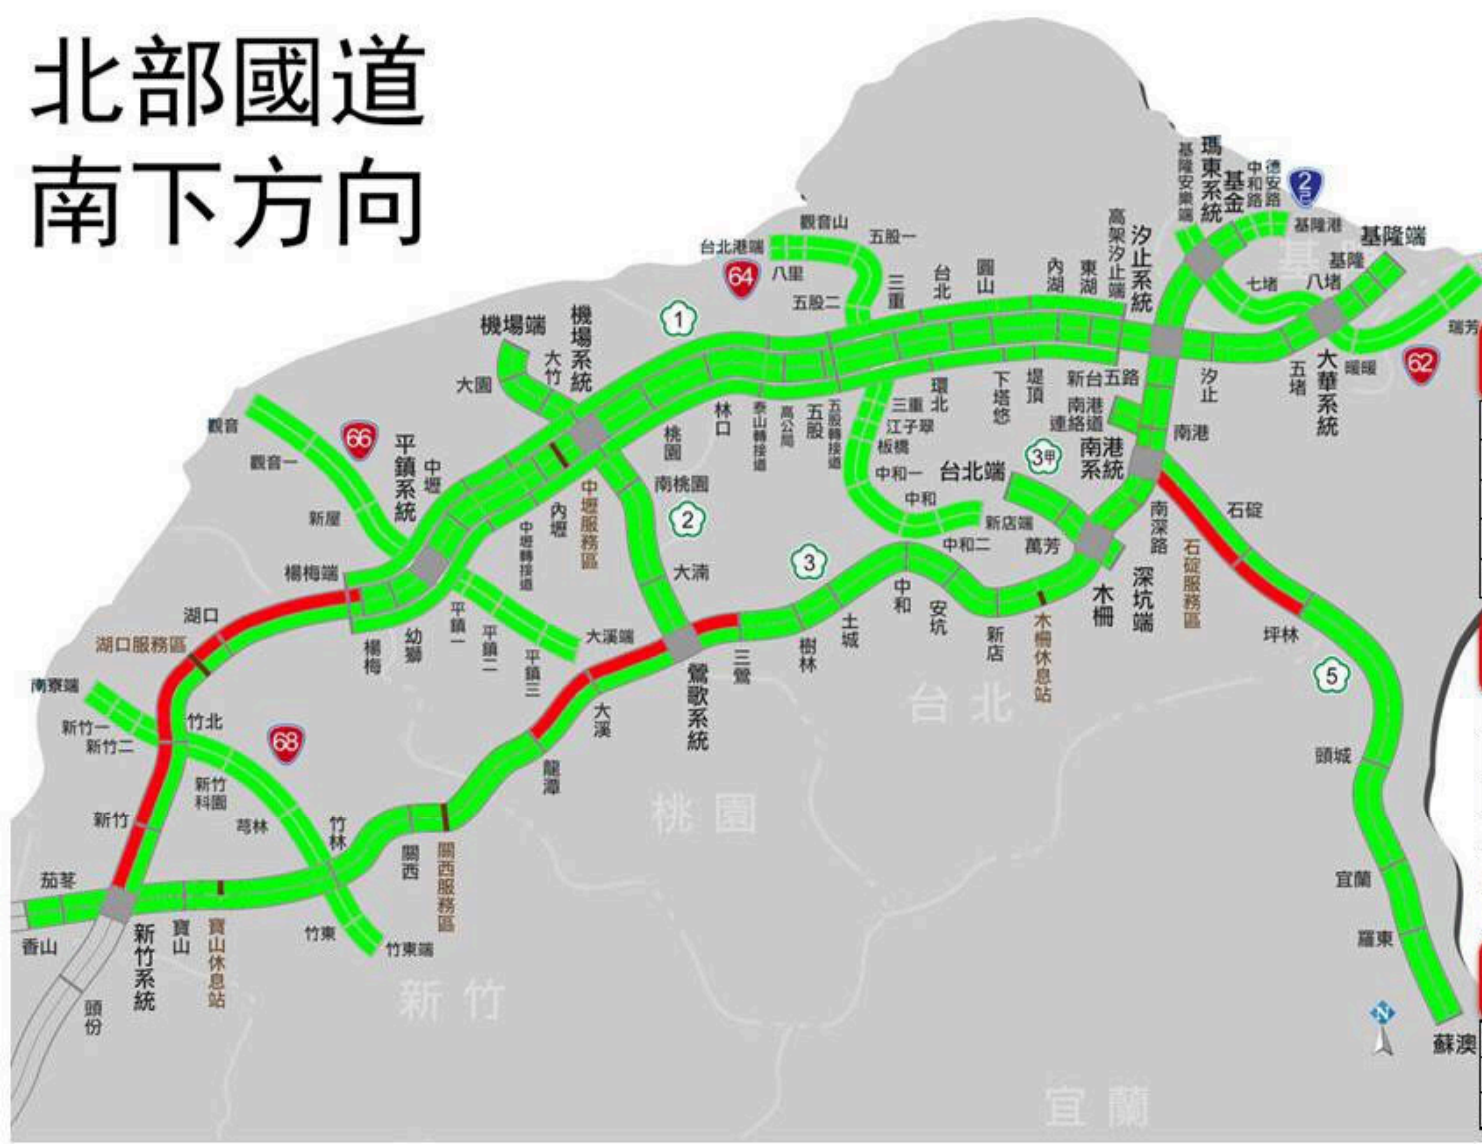 北部國道
南下方向
基隆安樂端
瑪東系統
基金
中和路
德安路
2己
基隆港
基隆端
基隆
台北港端
64
觀音山
八里
五股一
五股二
三重
台北
圓山
內湖
東湖
高架汐止端
汐止系統
七堵
八堵
瑞芳
大華系統
暖暖
62
五堵
汐止
機場端
機場系統
大竹
大園
1
觀音
66
觀音一
新屋
平鎮系統
中壢
林口
桃園
泰山轉接道
高公局
五股
五股轉接道
三重
江子翠
板橋
中和一
中和
中和二
新店端
環北
下塔悠
堤頂
新台五路
南港連絡道
南港
南港系統
3甲
台北端
萬芳
木柵
深坑端
南深路
石碇
石碇服務區
坪林
5
頭城
宜蘭
羅東
蘇澳
南桃園
2
大湳
中壢服務區
內壢
中壢轉接道
楊梅端
楊梅
幼獅
平鎮一
平鎮二
平鎮三
大溪端
3
中和
安坑
新店
木柵休息站
土城
樹林
三鶯
鶯歌系統
大溪
龍潭
湖口
湖口服務區
南寮端
新竹一
新竹二
竹北
68
新竹科園
芎林
竹林
竹東
竹東端
關西
關西服務區
新竹
茄苳
香山
新竹系統
寶山
寶山休息站
頭份
台北
桃園
新竹
宜蘭
N